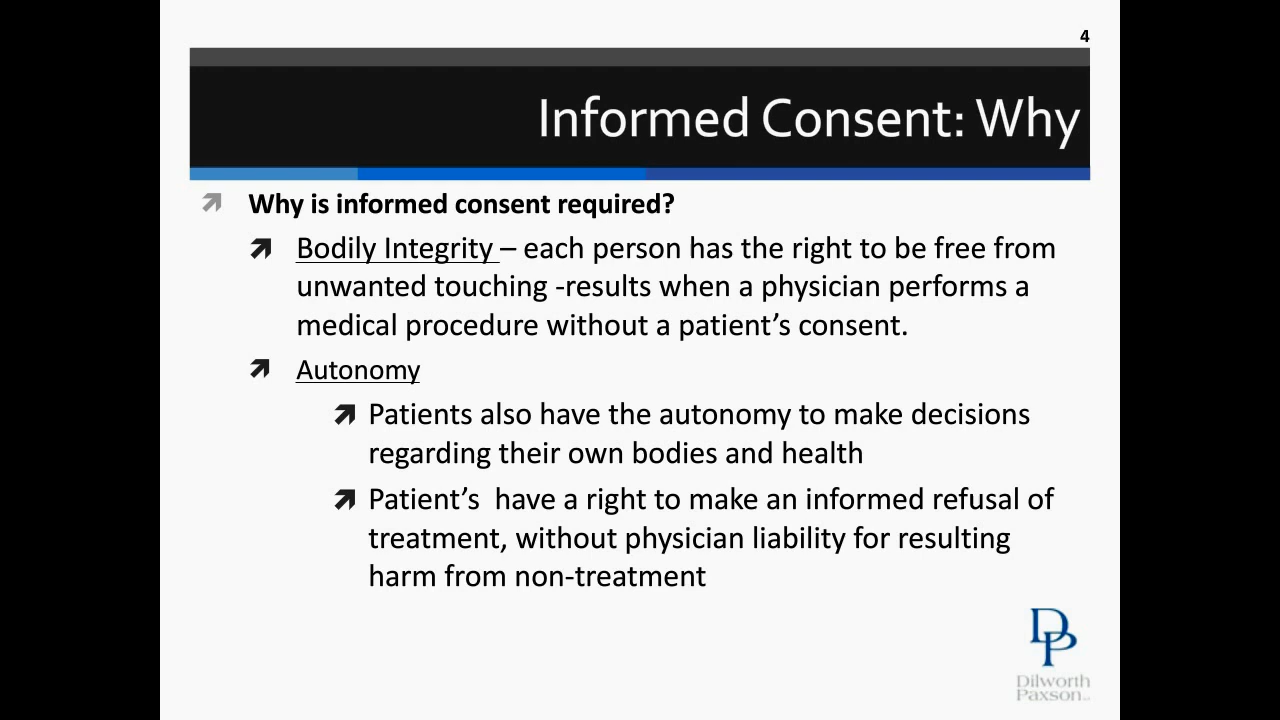 4
Informed Consent: Why
Why is informed consent required?
Bodily Integrity – each person has the right to be free from
unwanted touching -results when a physician performs a
medical procedure without a patient’s consent.
Autonomy
Patients also have the autonomy to make decisions
regarding their own bodies and health
Patient’s  have a right to make an informed refusal of
treatment, without physician liability for resulting
harm from non-treatment
DP
Dilworth
Paxson